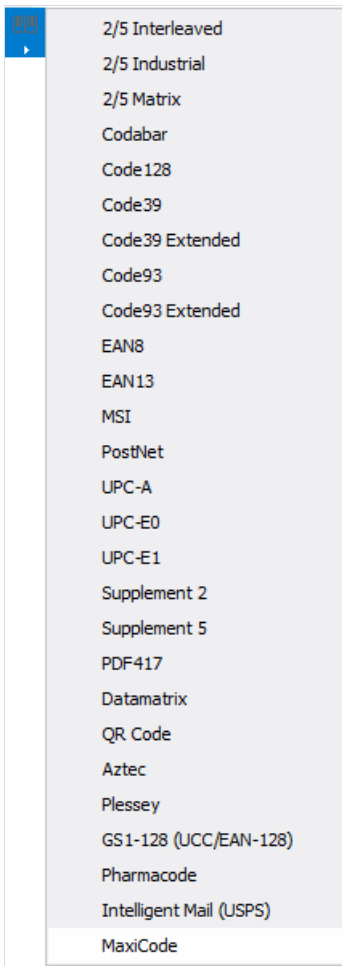 2/5 Interleaved
2/5 Industrial
2/5 Matrix
Codabar
Code128
Code39
Code39 Extended
Code93
Code93 Extended
EAN8
EAN13
MSI
PostNet
UPC-A
UPC-E0
UPC-E1
Supplement 2
Supplement 5
PDF417
Datamatrix
QR Code
Aztec
Plessey
GS1-128 (UCC/EAN-128)
Pharmacode
Intelligent Mail (USPS)
MaxiCode